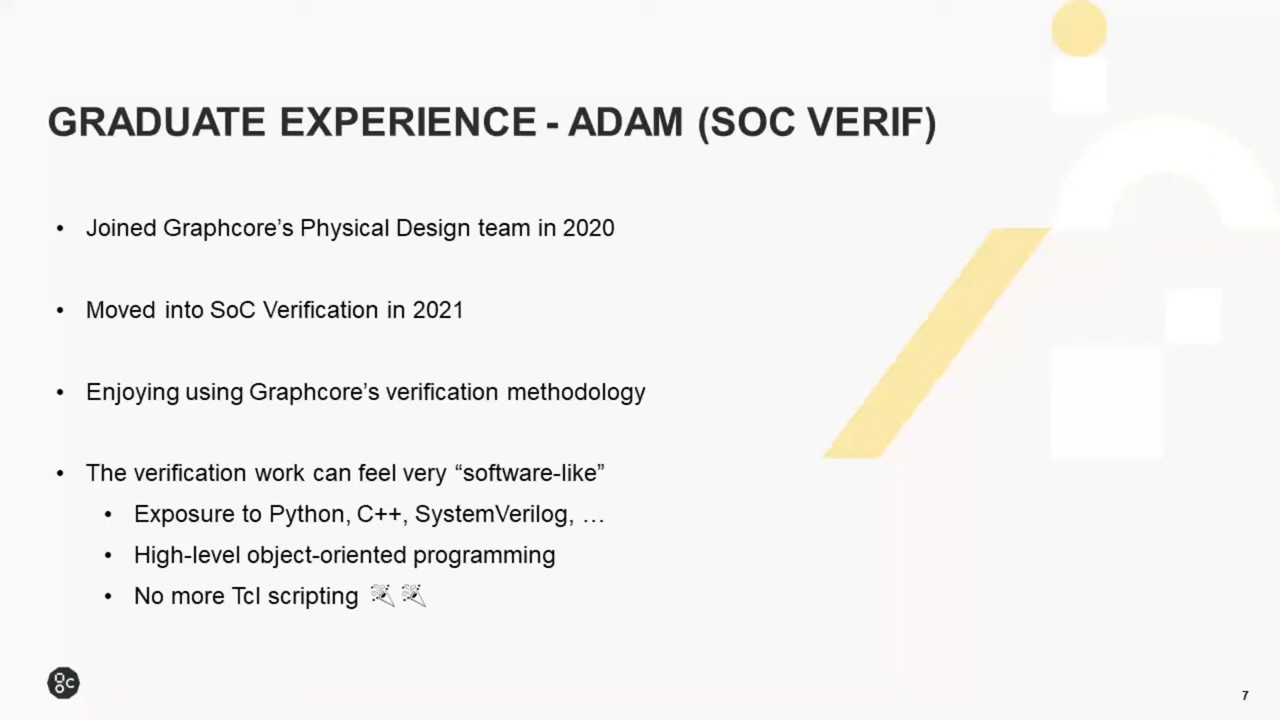 GRADUATE EXPERIENCE - ADAM (SOC VERIF)
• Joined Graphcore’s Physical Design team in 2020
• Moved into SoC Verification in 2021
• Enjoying using Graphcore’s verification methodology
• The verification work can feel very “software-like”
• Exposure to Python, C++, SystemVerilog, …
• High-level object-oriented programming
• No more Tcl scripting 🎉 🎉
gc
7